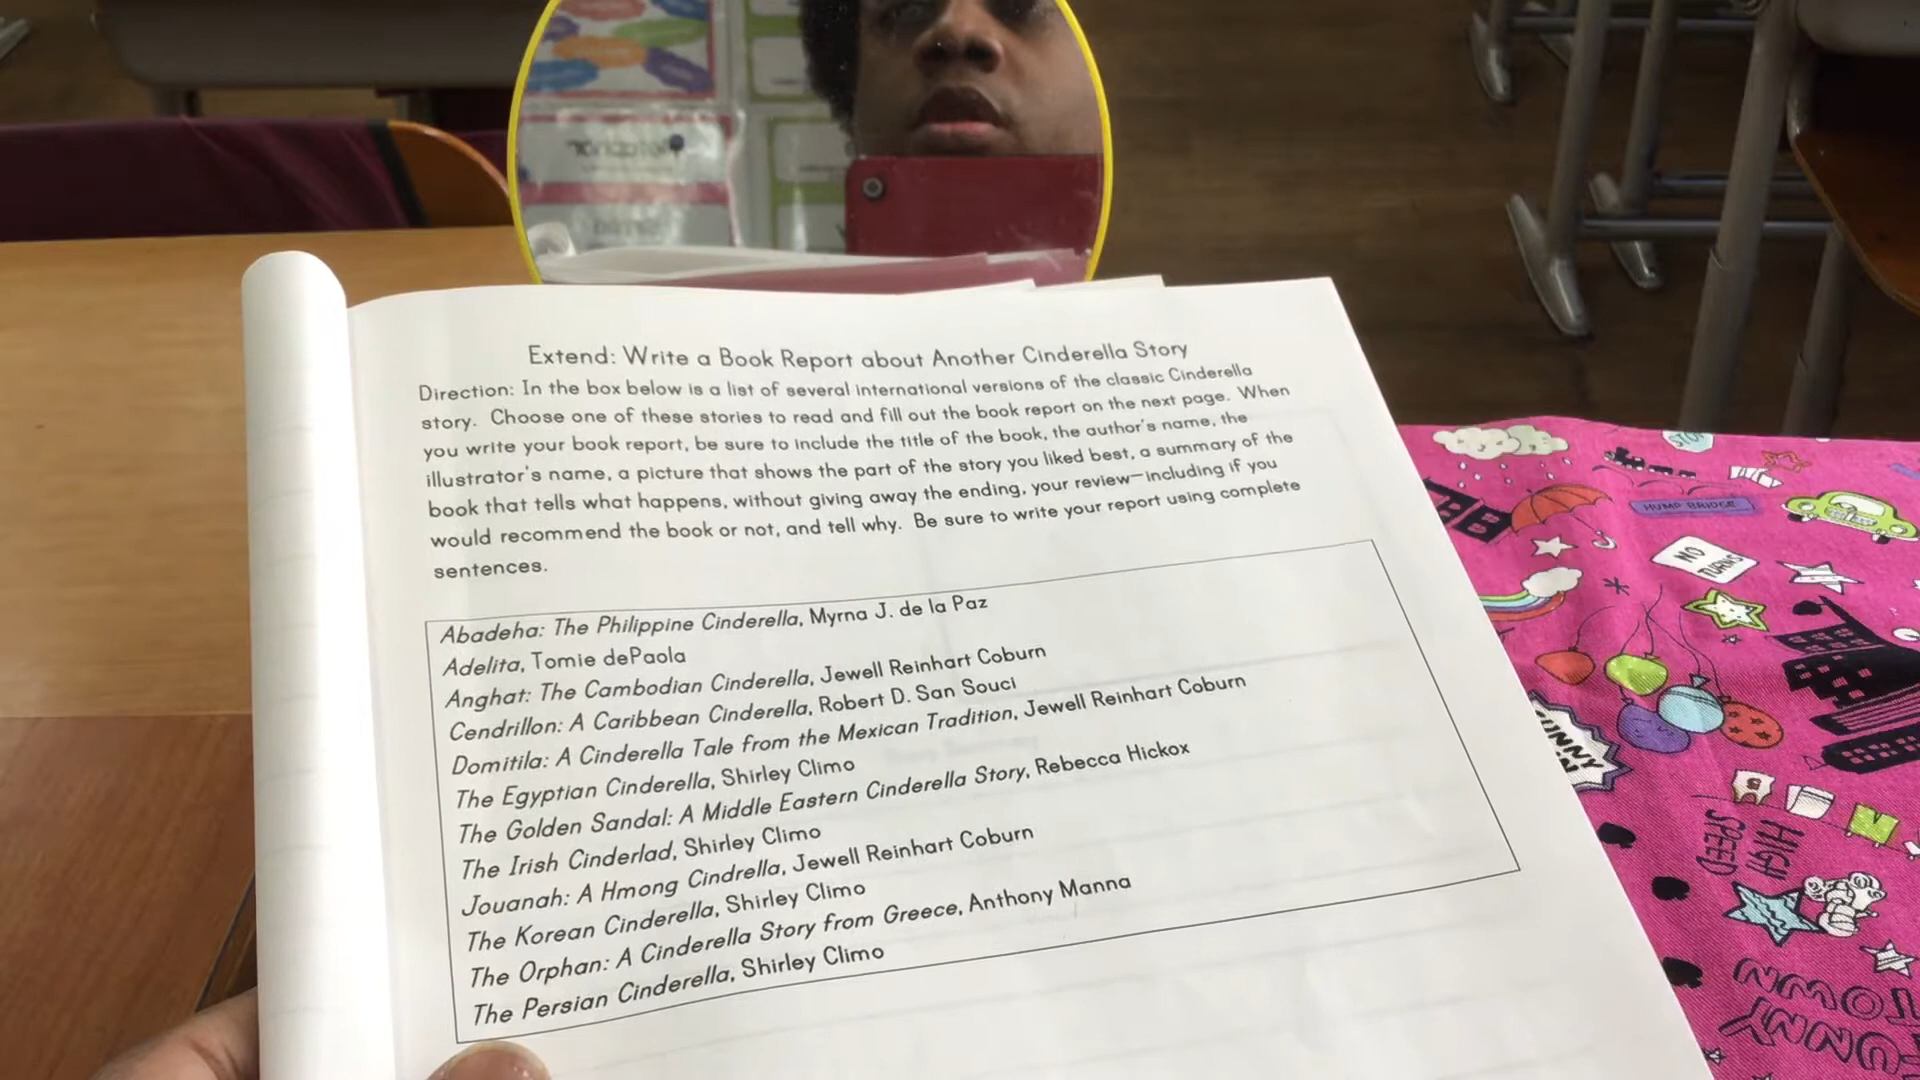 Extend: Write a Book Report about Another Cinderella Story
Direction: In the box below is a list of several international versions of the classic Cinderella
story. Choose one of these stories to read and fill out the book report on the next page. When
you write your book report, be sure to include the title of the book, the author's name, the
illustrator's name, a picture that shows the part of the story you liked best, a summary of the
book that tells what happens, without giving away the ending, your review—including if you
would recommend the book or not, and tell why. Be sure to write your report using complete
sentences.
Abadeha: The Philippine Cinderella, Myrna J. de la Paz
Adelita, Tomie dePaola
Anghat: The Cambodian Cinderella, Jewell Reinhart Coburn
Cendrillon: A Caribbean Cinderella, Robert D. San Souci
Domitila: A Cinderella Tale from the Mexican Tradition, Jewell Reinhart Coburn
The Egyptian Cinderella, Shirley Climo
The Golden Sandal: A Middle Eastern Cinderella Story, Rebecca Hickox
The Irish Cinderlad, Shirley Climo
Jouanah: A Hmong Cindrella, Jewell Reinhart Coburn
The Korean Cinderella, Shirley Climo
The Orphan: A Cinderella Story from Greece, Anthony Manna
The Persian Cinderella, Shirley Climo
STOP
HUMP BRIDGE
NO
TURNS
HIGH
SPEED